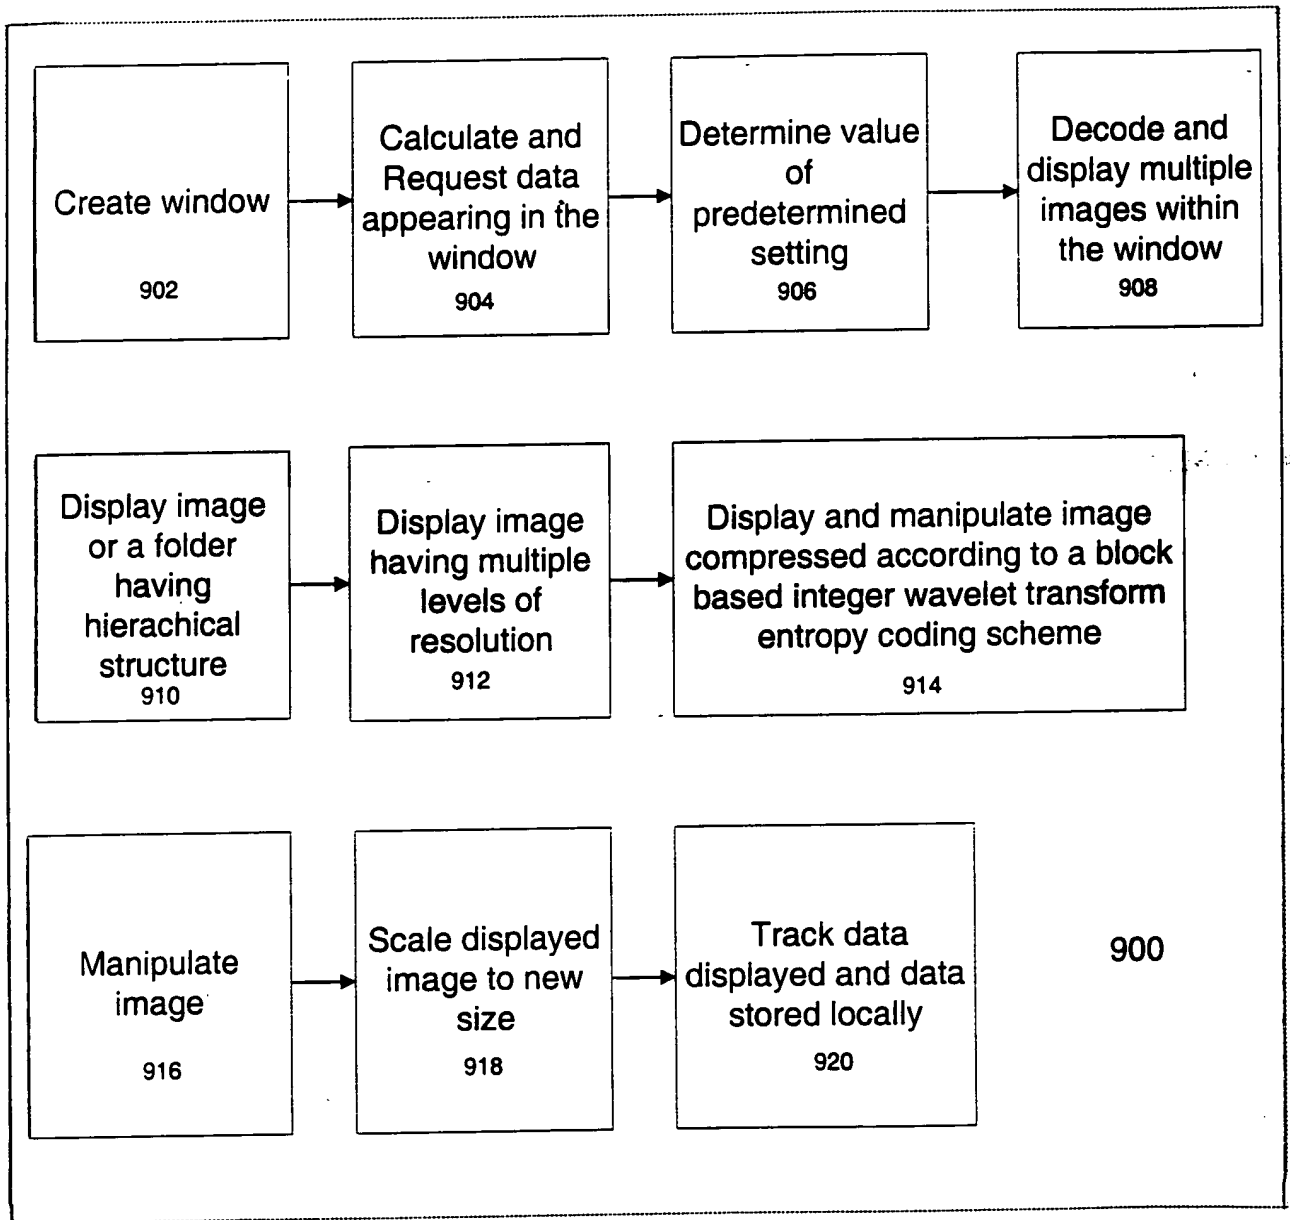 Create window
902
Calculate and
Request data
appearing in the
window
904
Determine value
of
predetermined
setting
906
Decode and
display multiple
images within
the window
908
Display image
or a folder
having
hierachical
structure
910
Display image
having multiple
levels of
resolution
912
Display and manipulate image
compressed according to a block
based integer wavelet transform
entropy coding scheme
914
Manipulate
image
916
Scale displayed
image to new
size
918
Track data
displayed and data
stored locally
920
900